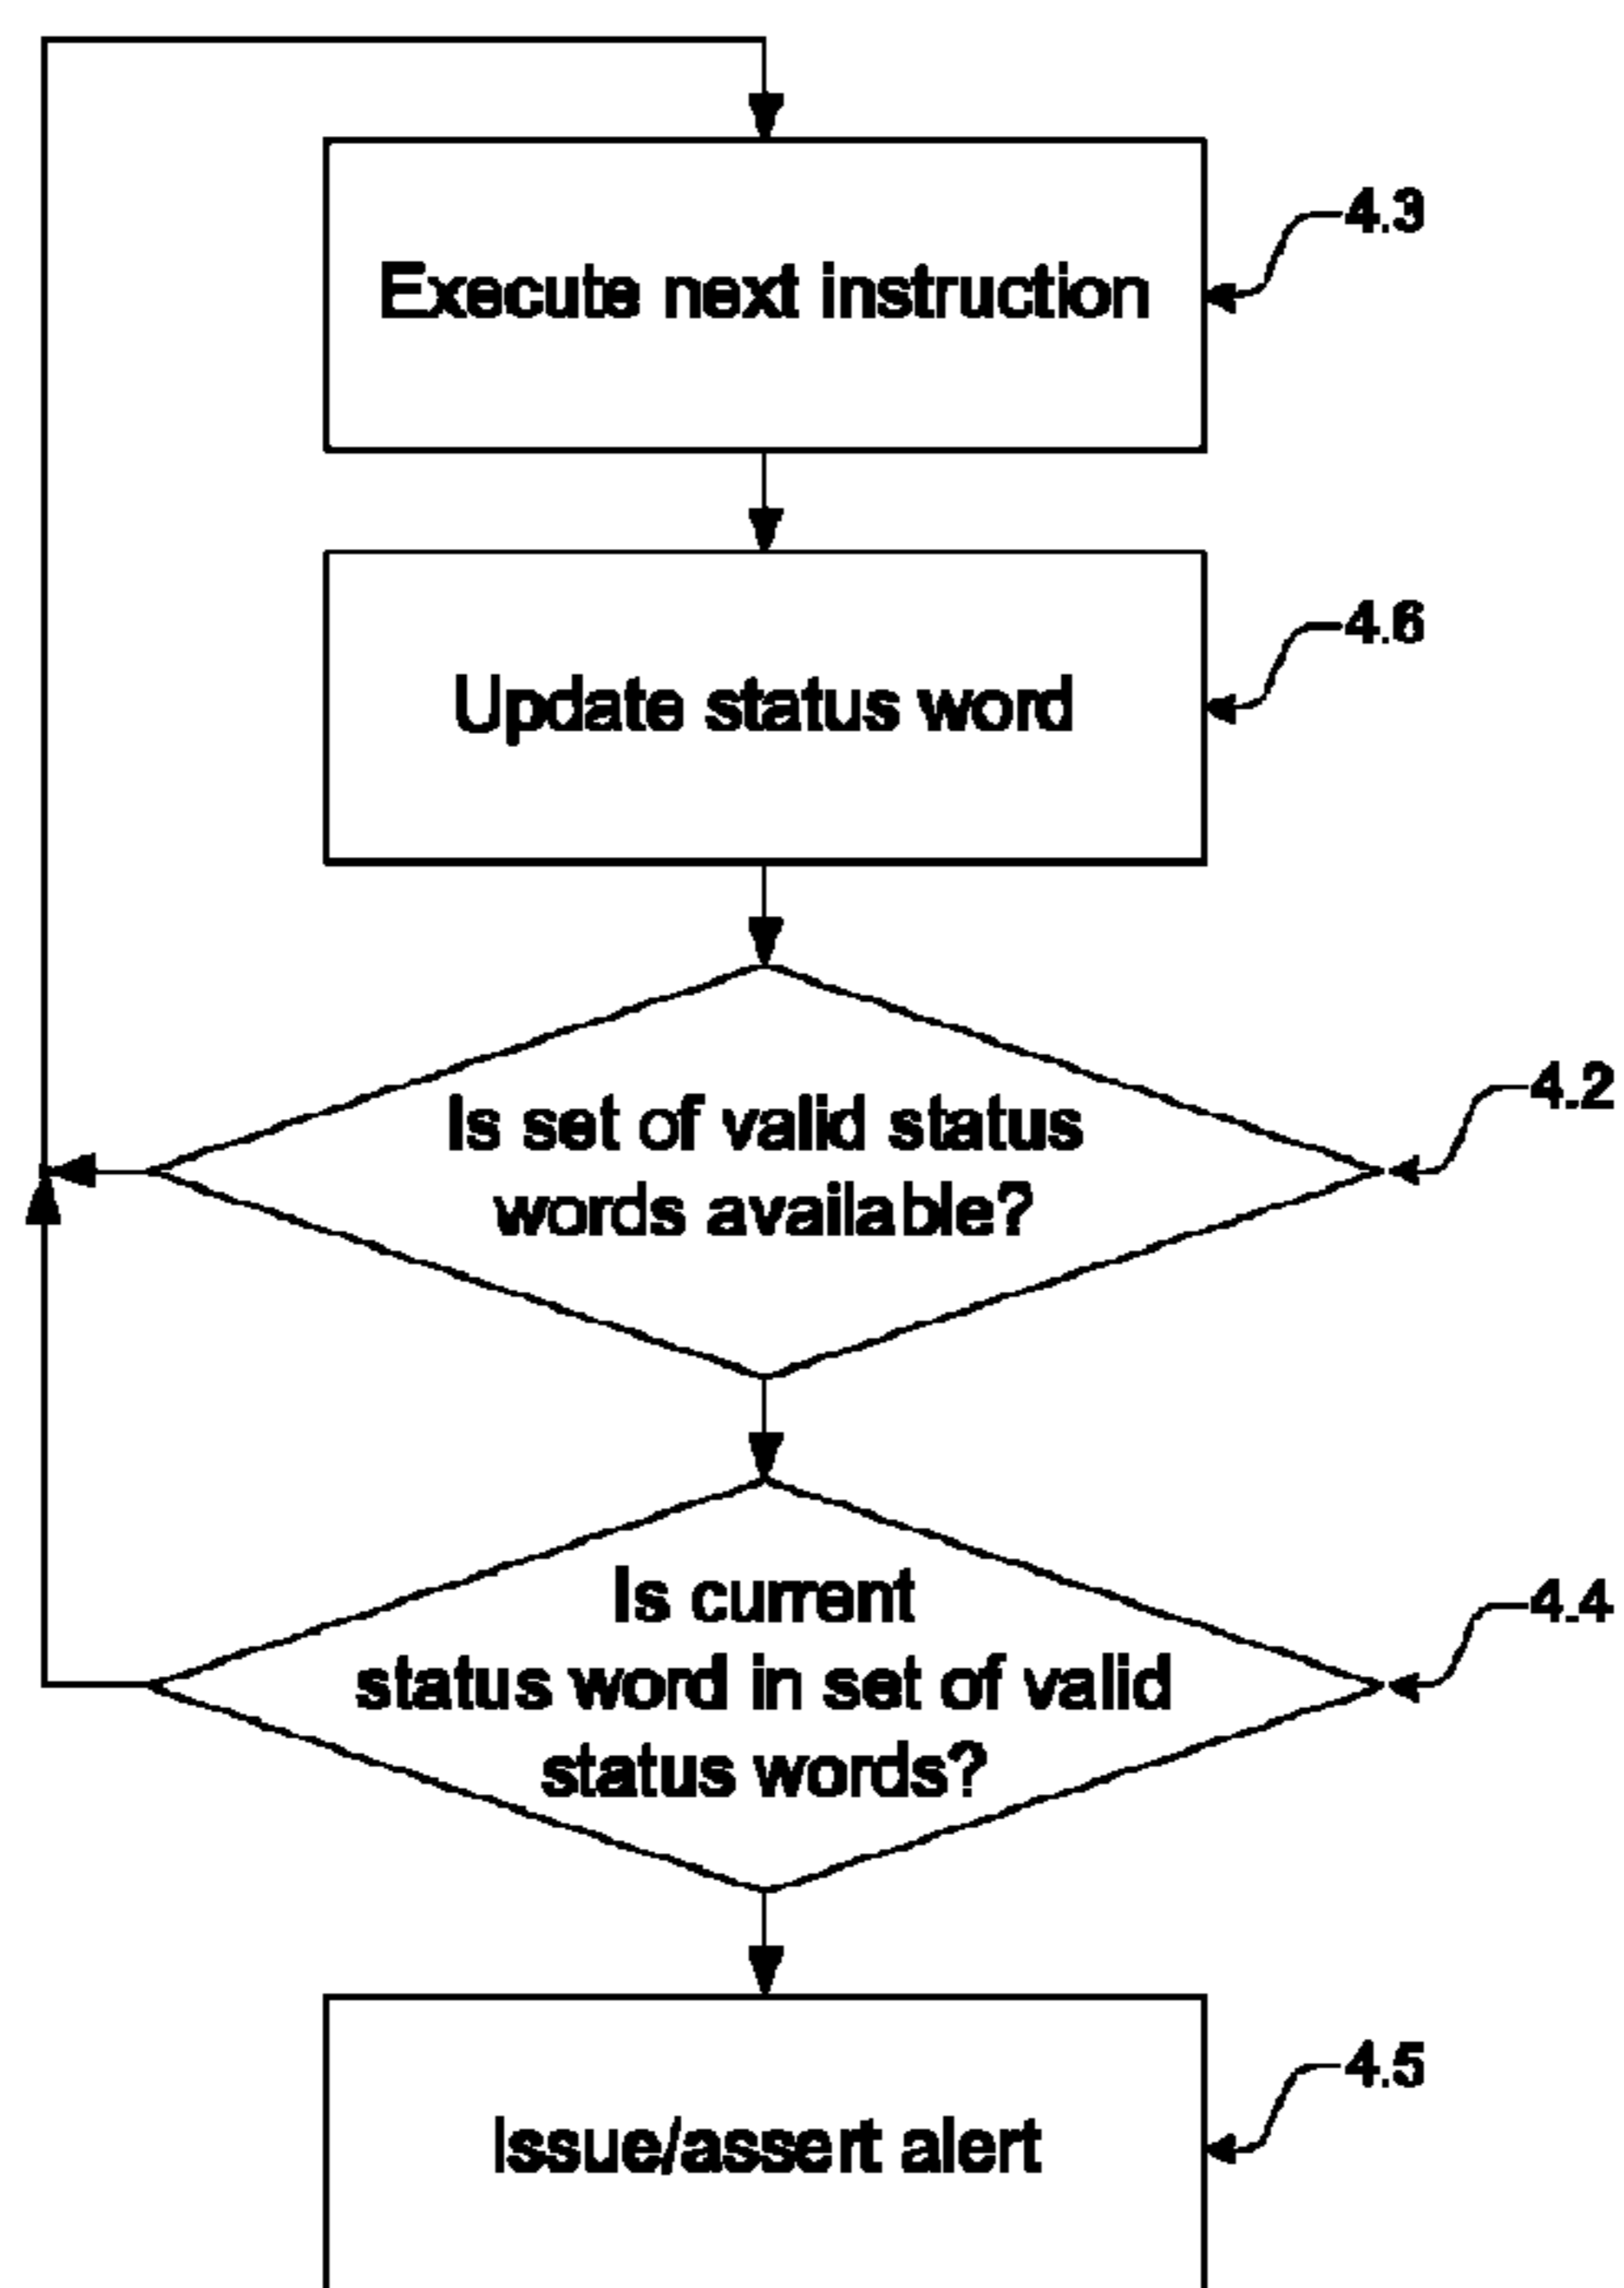 Execute next instruction
4.3
Update status word
4.6
Is set of valid status
words available?
4.2
Is current
status word in set of valid
status words?
4.4
Issue/assert alert
4.5